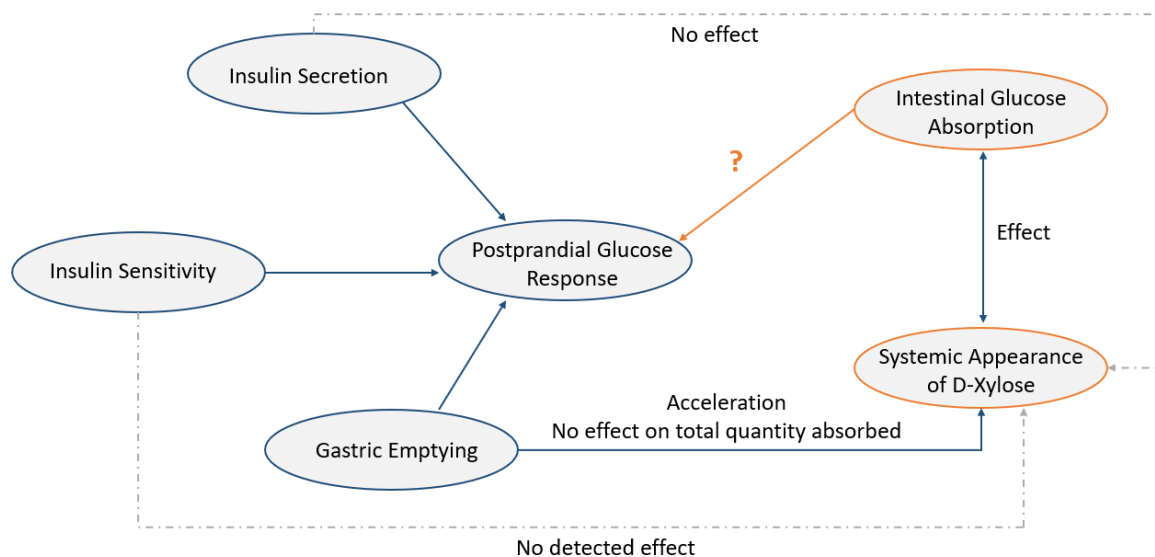 No effect
Insulin Secretion
Intestinal Glucose
Absorption
?
Effect
Postprandial Glucose
Response
Insulin Sensitivity
Systemic Appearance
of D-Xylose
Acceleration
No effect on total quantity absorbed
Gastric Emptying
No detected effect